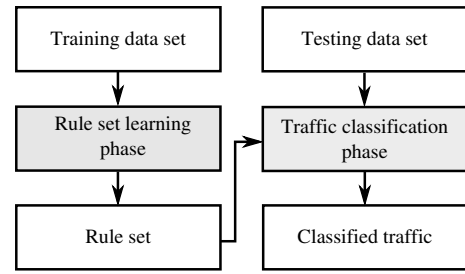 Training data set
Rule set learning
phase
Rule set
Testing data set
Traffic classification
phase
Classified traffic